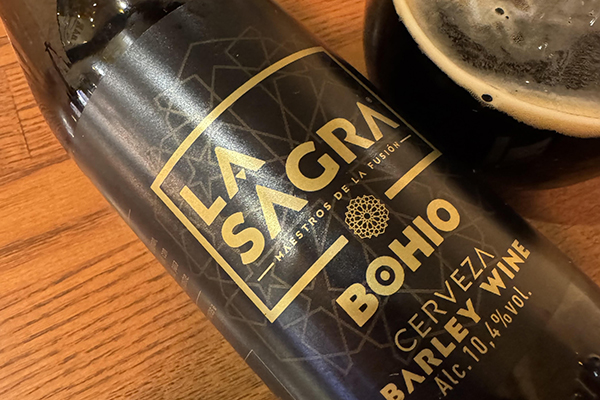 LA
SAGRA
MAESTROS DE LA FUSIÓN
BOHIO
CERVEZA
BARLEY WINE
Alc. 10,4%vol.